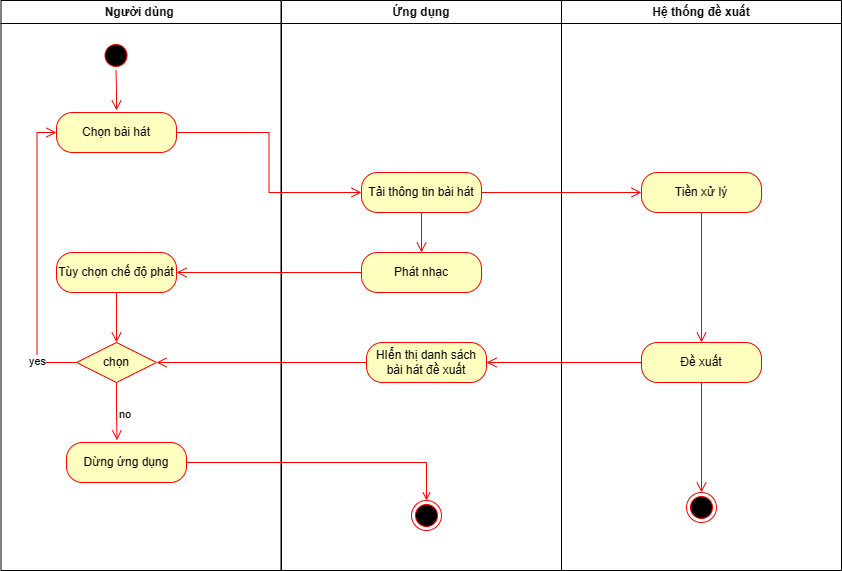 Người dùng
Ứng dụng
Hệ thống đề xuất
Chọn bài hát
Tải thông tin bài hát
Tiền xử lý
Tùy chọn chế độ phát
Phát nhạc
yes
chọn
HIển thị danh sách
bài hát đề xuất
Đề xuất
no
Dừng ứng dụng